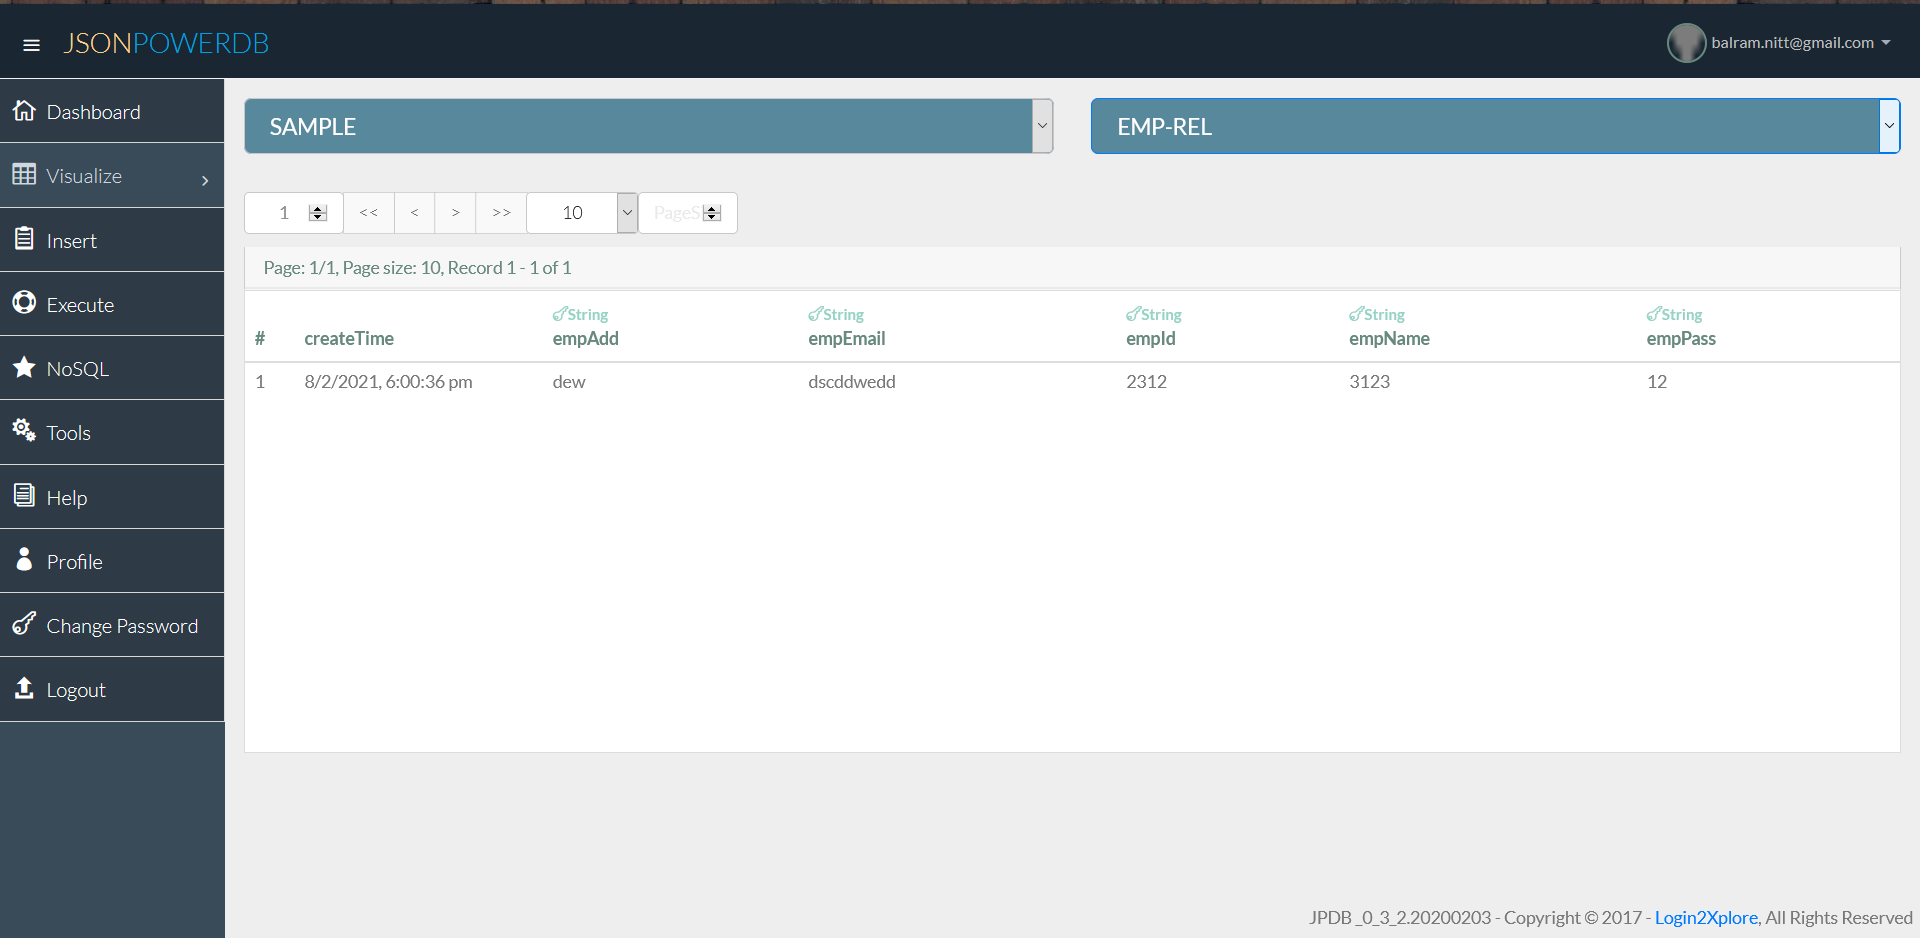 JSONPOWERDB
balram.nitt@gmail.com
Dashboard
Visualize
Insert
Execute
NoSQL
Tools
Help
Profile
Change Password
Logout
SAMPLE
EMP-REL
1 << < > >> 10 PageS
Page: 1/1, Page size: 10, Record 1 - 1 of 1
String String String String String
# createTime empAdd empEmail empId empName empPass
1 8/2/2021, 6:00:36 pm dew dscddwedd 2312 3123 12
JPDB_0_3_2.20200203 - Copyright © 2017 - Login2Xplore, All Rights Reserved